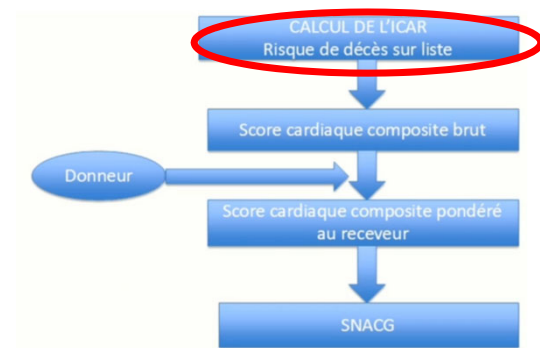 CALCUL DE L'ICAR
Risque de décès sur liste
Score cardiaque composite brut
Donneur
Score cardiaque composite pondéré
au receveur
SNACG